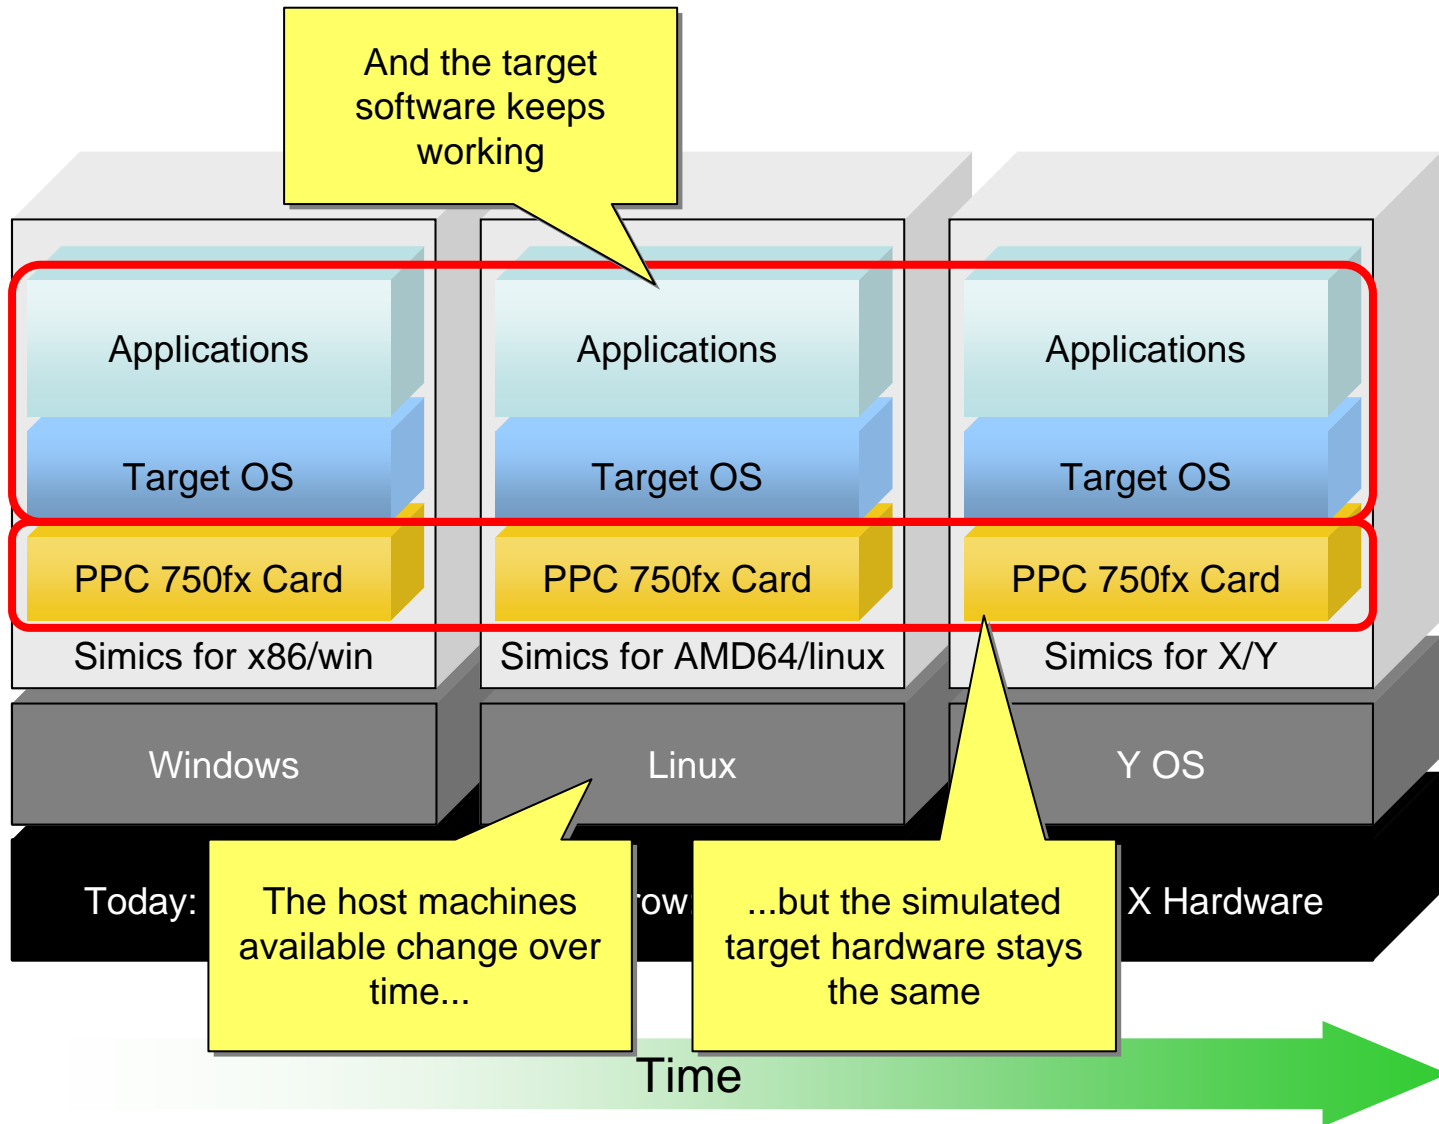 And the target
software keeps
working
Applications
Applications
Applications
Target OS
Target OS
Target OS
PPC 750fx Card
PPC 750fx Card
PPC 750fx Card
Simics for x86/win
Simics for AMD64/linux
Simics for X/Y
Windows
Linux
Y OS
Today:
X Hardware
The host machines
available change over
time...
...but the simulated
target hardware stays
the same
Time